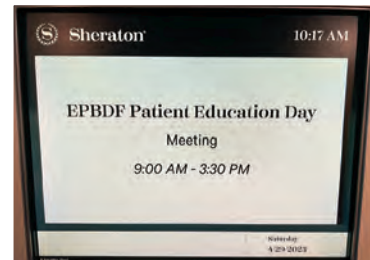 Sheraton
10:17 AM
EPBDF Patient Education Day
Meeting
9:00 AM - 3:30 PM
Saturday
4/29/2023